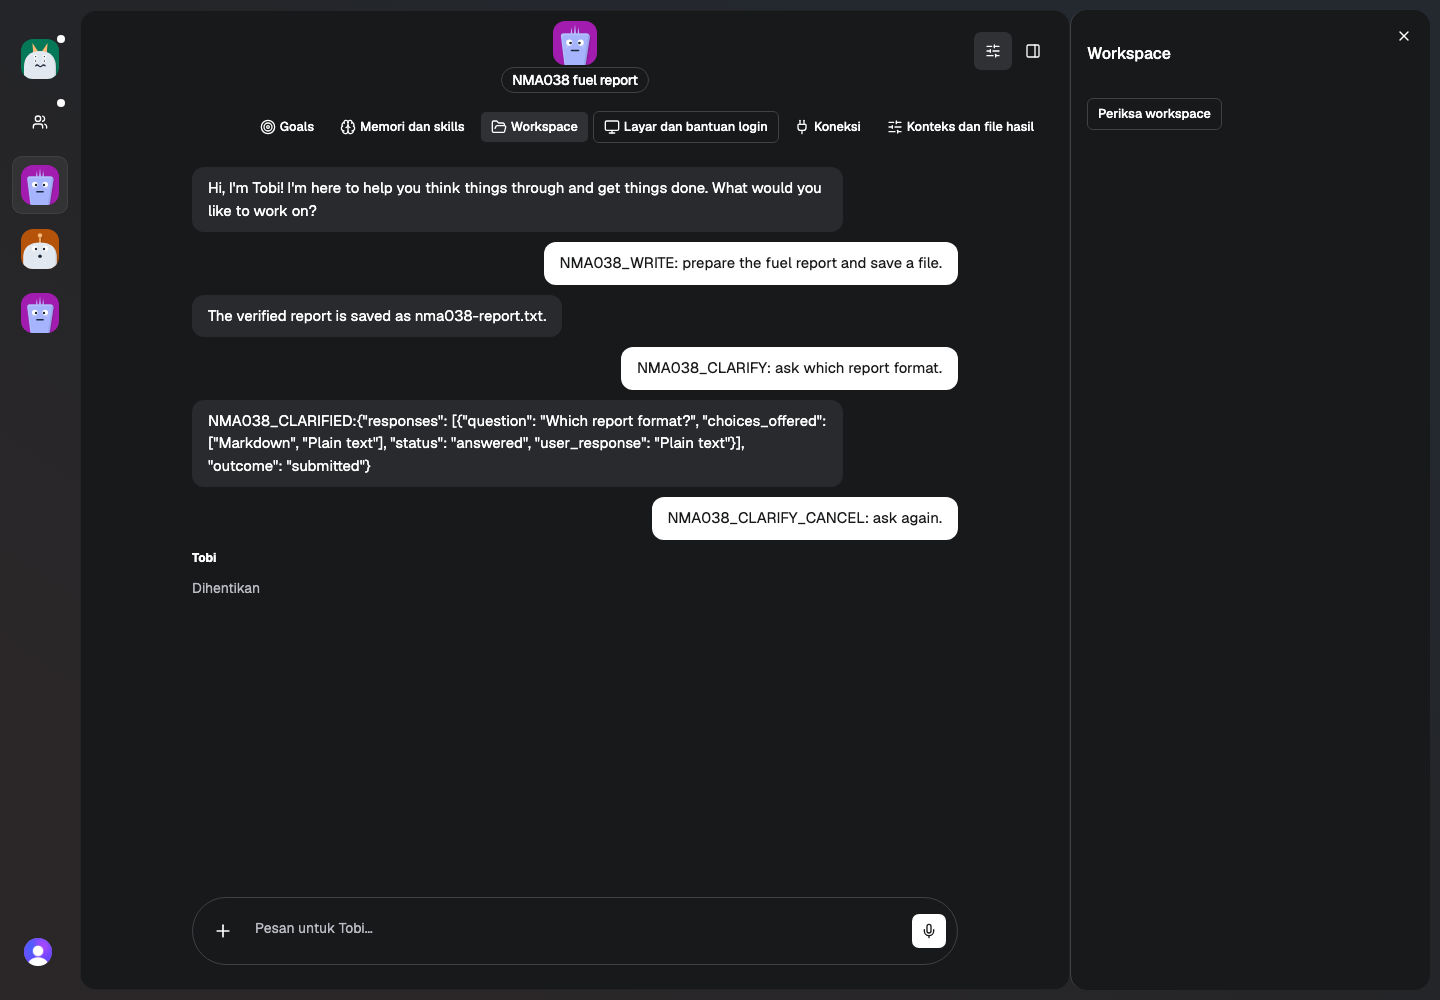 NMA038 fuel report
Goals
Memori dan skills
Workspace
Layar dan bantuan login
Koneksi
Konteks dan file hasil
Hi, I'm Tobi! I'm here to help you think things through and get things done. What would you
like to work on?
NMA038_WRITE: prepare the fuel report and save a file.
The verified report is saved as nma038-report.txt.
NMA038_CLARIFY: ask which report format.
NMA038_CLARIFIED:{"responses": [{"question": "Which report format?", "choices_offered":
["Markdown", "Plain text"], "status": "answered", "user_response": "Plain text"}],
"outcome": "submitted"}
NMA038_CLARIFY_CANCEL: ask again.
Tobi
Dihentikan
Pesan untuk Tobi...
Workspace
Periksa workspace